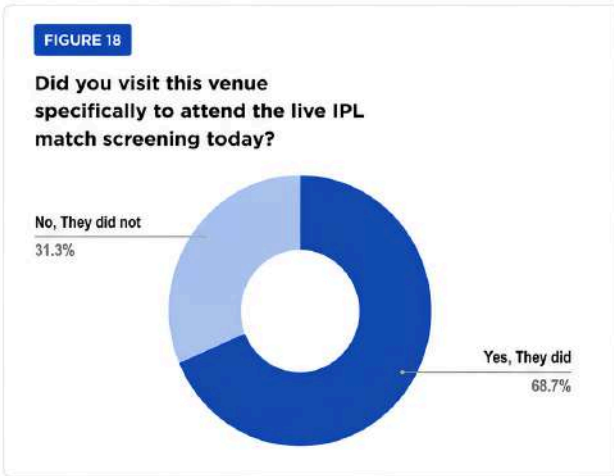 FIGURE 18
Did you visit this venue
specifically to attend the live IPL
match screening today?
No, They did not
31.3%
Yes, They did
68.7%